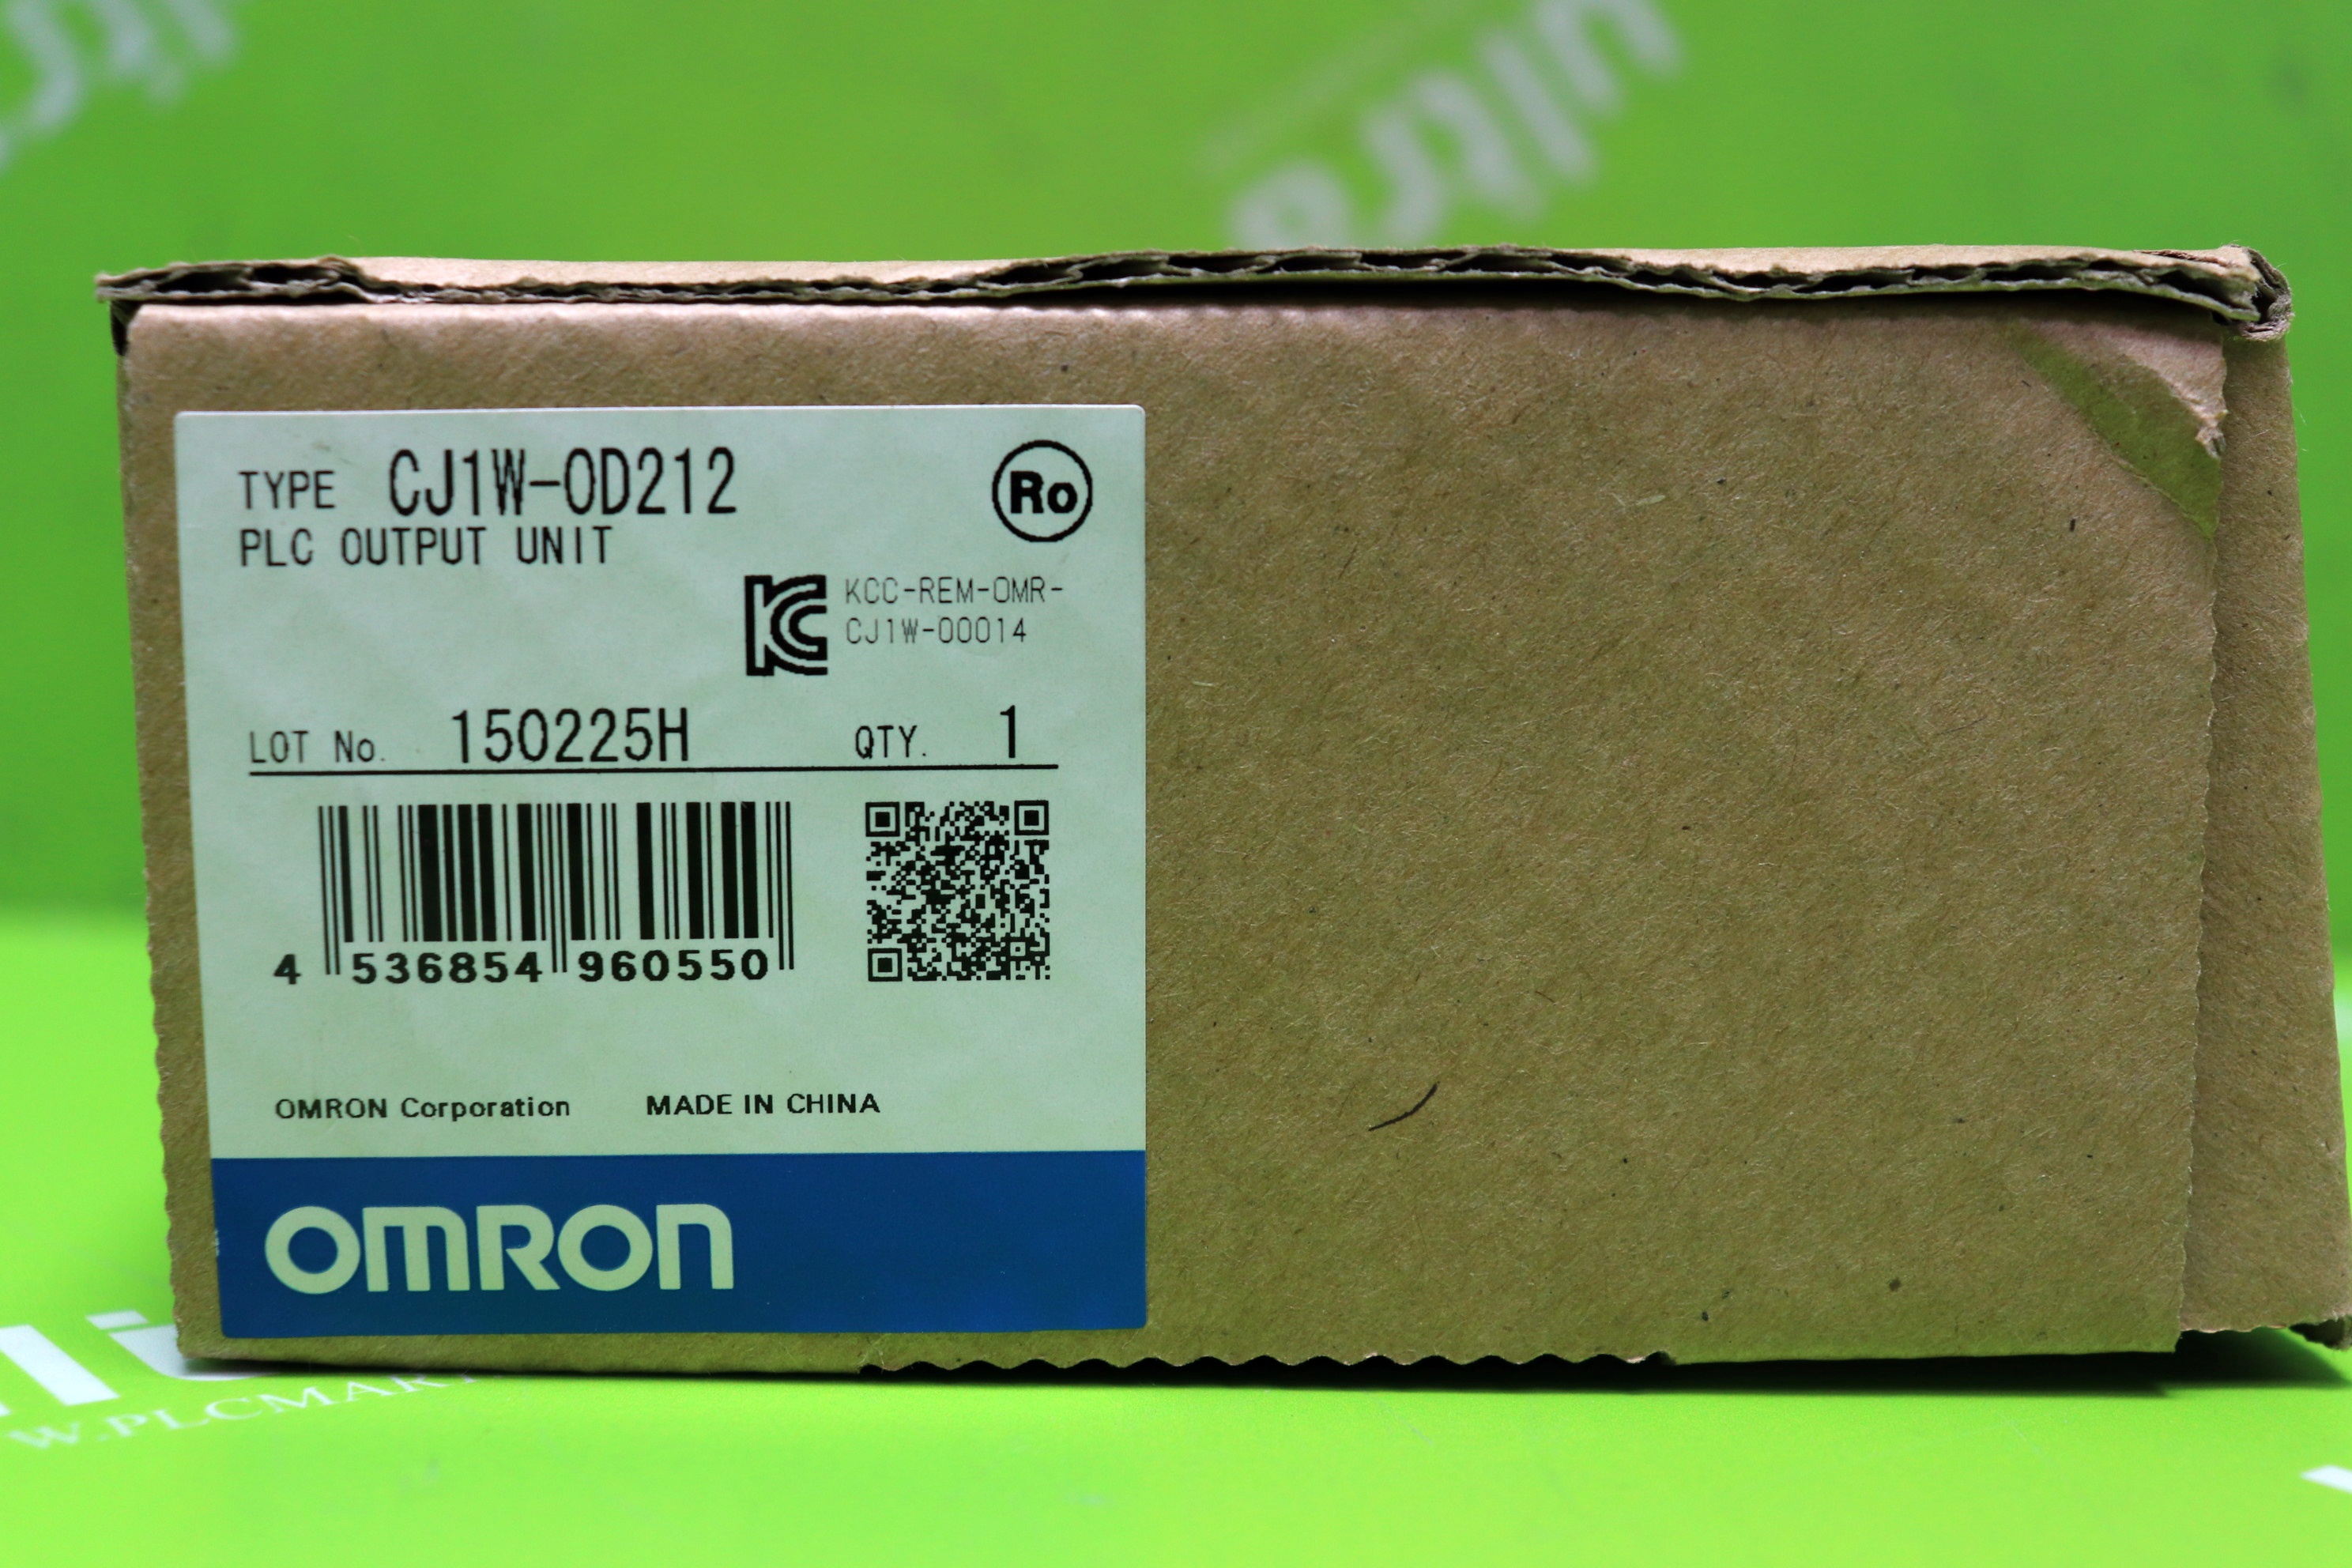 TYPE CJ1W-OD212
Ro
PLC OUTPUT UNIT
KCC-REM-OMR-
CJ1W-00014
LOT No. 150225H QTY. 1
4 536854 960550
OMRON Corporation MADE IN CHINA
OMRON
W.PLCMAR